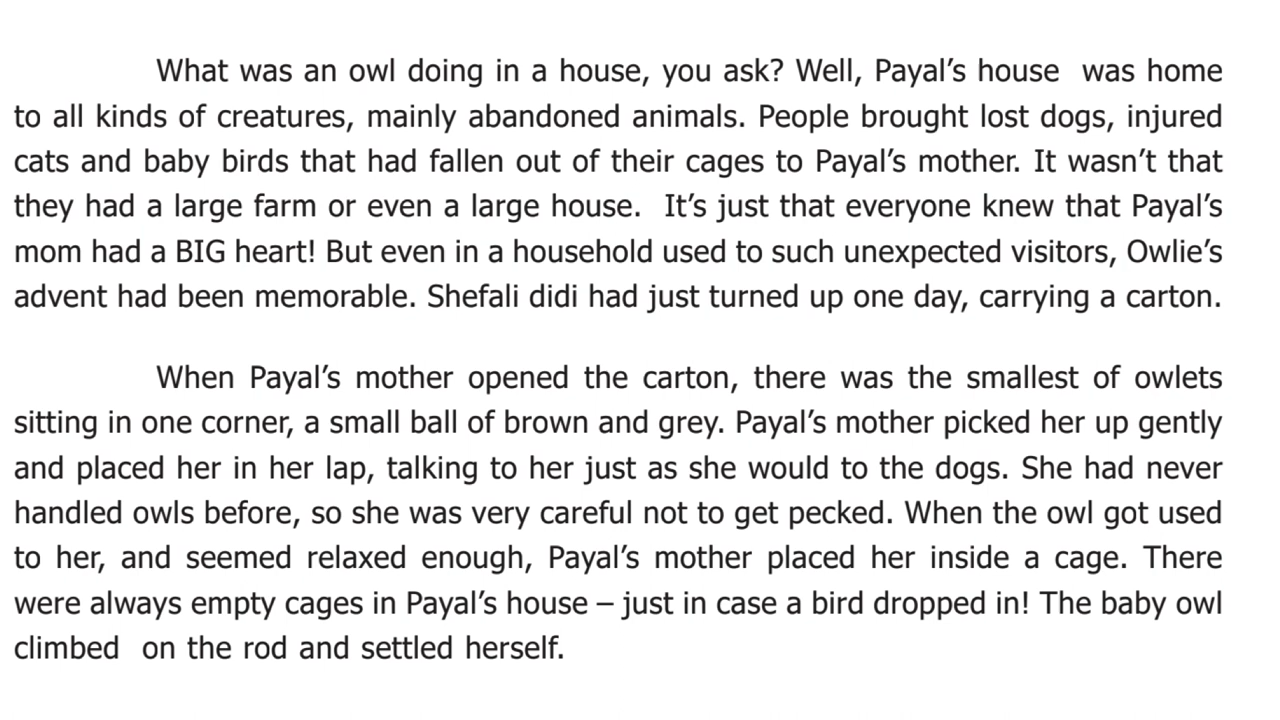 What was an owl doing in a house, you ask? Well, Payal’s house was home
to all kinds of creatures, mainly abandoned animals. People brought lost dogs, injured
cats and baby birds that had fallen out of their cages to Payal’s mother. It wasn’t that
they had a large farm or even a large house. It’s just that everyone knew that Payal’s
mom had a BIG heart! But even in a household used to such unexpected visitors, Owlie’s
advent had been memorable. Shefali didi had just turned up one day, carrying a carton.
When Payal’s mother opened the carton, there was the smallest of owlets
sitting in one corner, a small ball of brown and grey. Payal’s mother picked her up gently
and placed her in her lap, talking to her just as she would to the dogs. She had never
handled owls before, so she was very careful not to get pecked. When the owl got used
to her, and seemed relaxed enough, Payal’s mother placed her inside a cage. There
were always empty cages in Payal’s house – just in case a bird dropped in! The baby owl
climbed on the rod and settled herself.